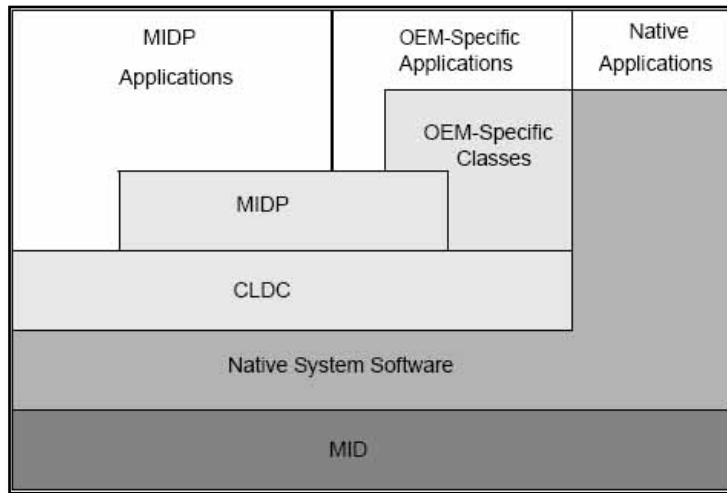 MIDP
Applications
OEM-Specific
Applications
Native
Applications
OEM-Specific
Classes
MIDP
CLDC
Native System Software
MID